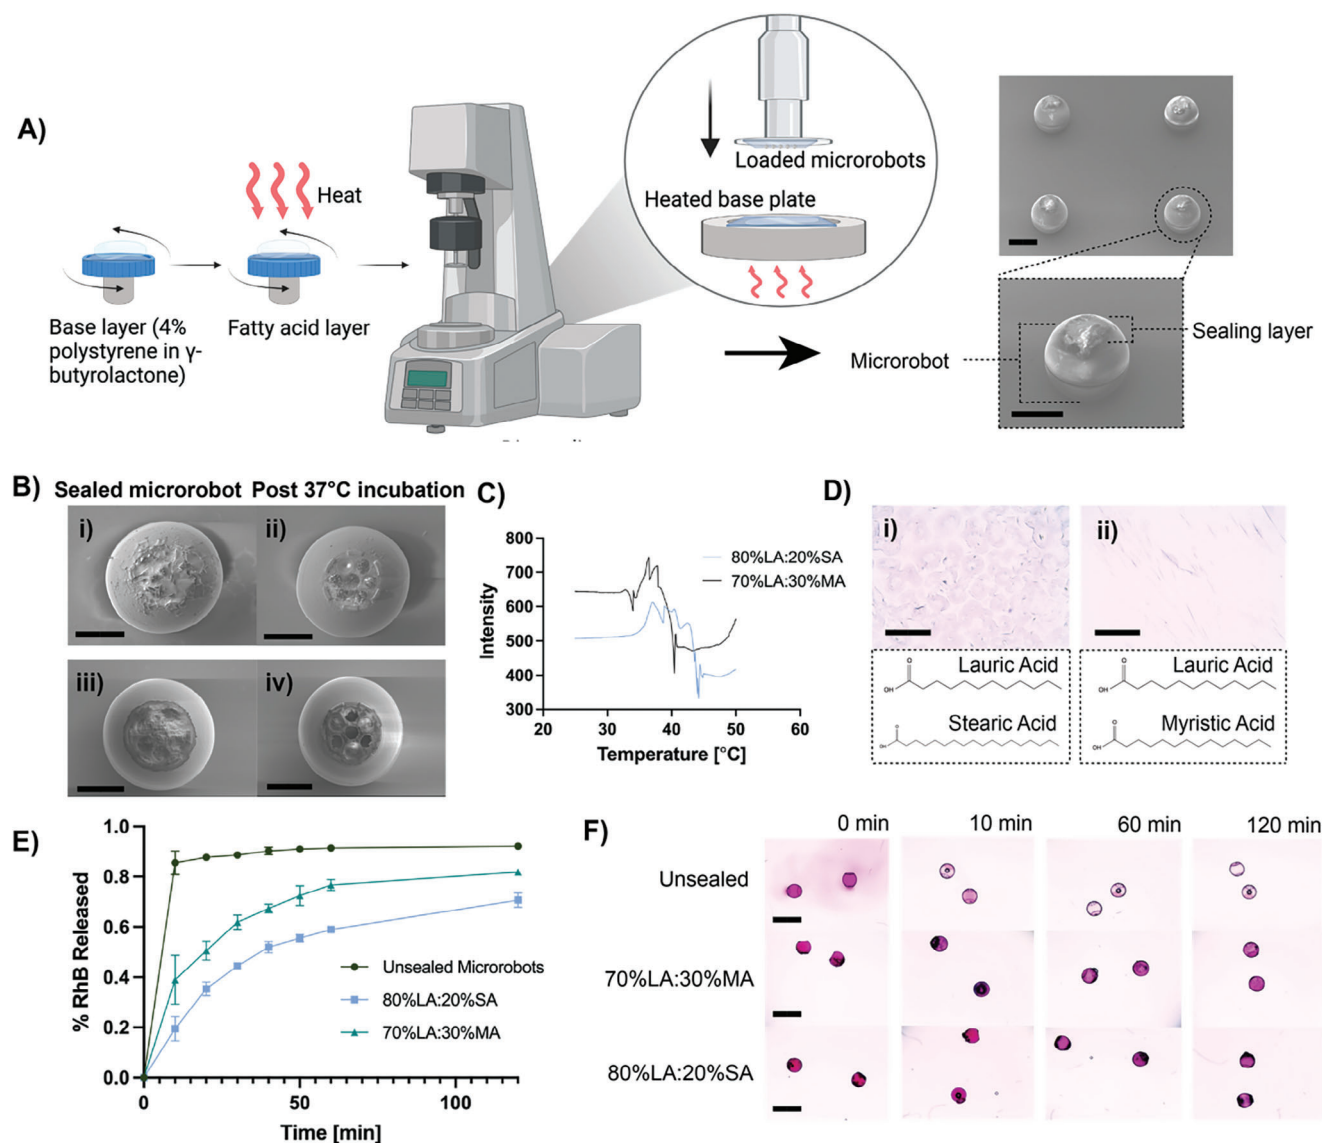 A)
Heat
Base layer (4%
polystyrene in γ-
butyrolactone)
Fatty acid layer
Loaded microrobots
Heated base plate
Microrobot
Sealing layer
B)
Sealed microrobot
Post 37°C incubation
i)
ii)
iii)
iv)
C)
800
700
600
500
400
300
Intensity
20
30
40
50
60
Temperature [°C]
80%LA:20%SA
70%LA:30%MA
D)
i)
ii)
Lauric Acid
O
OH
Stearic Acid
O
OH
Lauric Acid
O
OH
Myristic Acid
O
OH
E)
1.0
0.8
0.6
0.4
0.2
0.0
% RhB Released
0
50
100
Time [min]
Unsealed Microrobots
80%LA:20%SA
70%LA:30%MA
F)
0 min
10 min
60 min
120 min
Unsealed
70%LA:30%MA
80%LA:20%SA